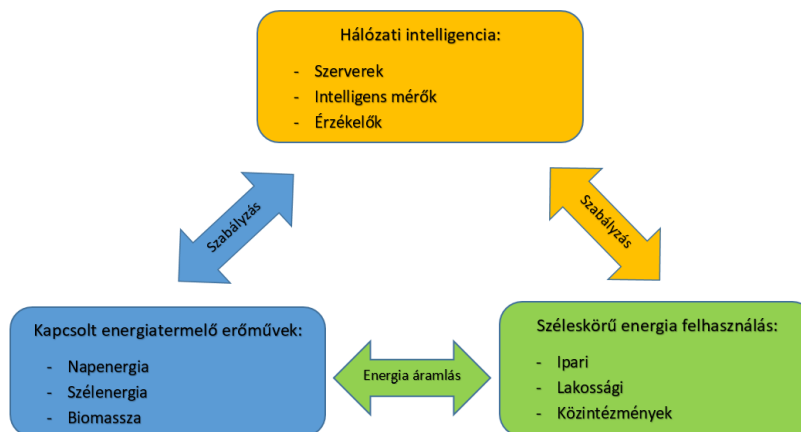 Hálózati intelligencia:
- Szerverek
- Intelligens mérők
- Érzékelők
Szabályzás
Szabályzás
Kapcsolt energiatermelő erőművek:
- Napenergia
- Szélenergia
- Biomassza
Energia áramlás
Széleskörű energia felhasználás:
- Ipari
- Lakossági
- Közintézmények